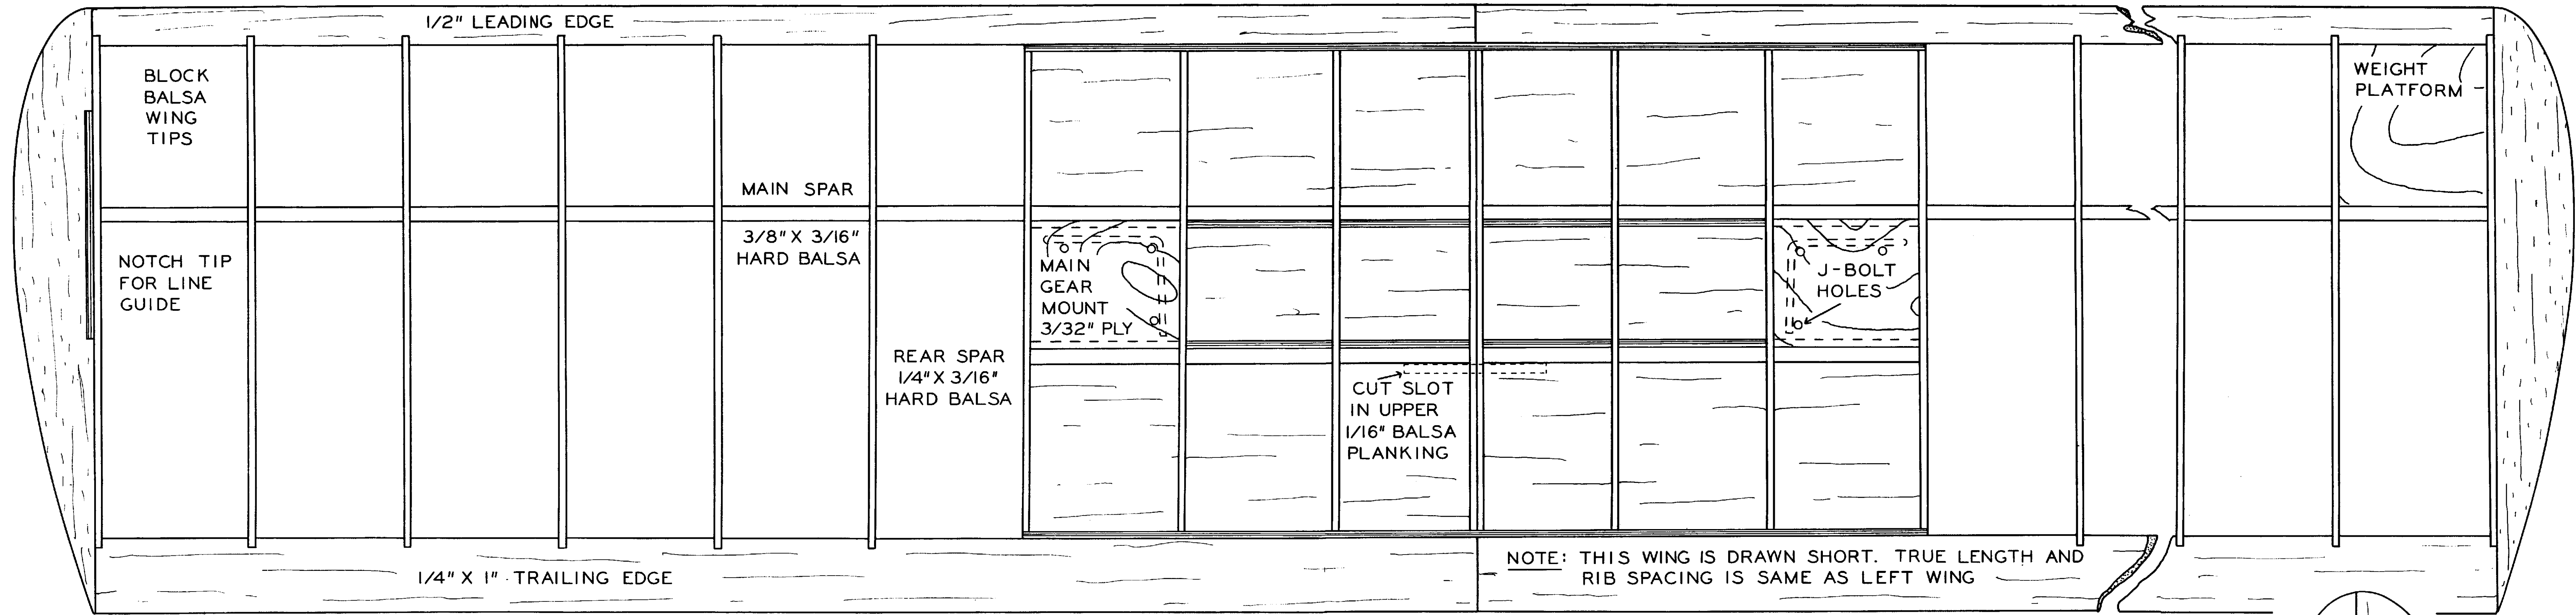 1/2" LEADING EDGE
BLOCK
BALSA
WING
TIPS
WEIGHT
PLATFORM
MAIN SPAR
3/8" X 3/16"
HARD BALSA
NOTCH TIP
FOR LINE
GUIDE
MAIN
GEAR
MOUNT
3/32" PLY
J-BOLT
HOLES
REAR SPAR
1/4" X 3/16"
HARD BALSA
CUT SLOT
IN UPPER
1/16" BALSA
PLANKING
NOTE: THIS WING IS DRAWN SHORT. TRUE LENGTH AND
RIB SPACING IS SAME AS LEFT WING
1/4" X 1" TRAILING EDGE